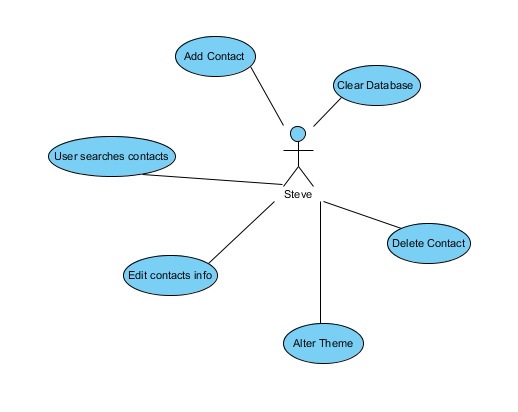 Add Contact
Clear Database
User searches contacts
Steve
Delete Contact
Edit contacts info
Alter Theme